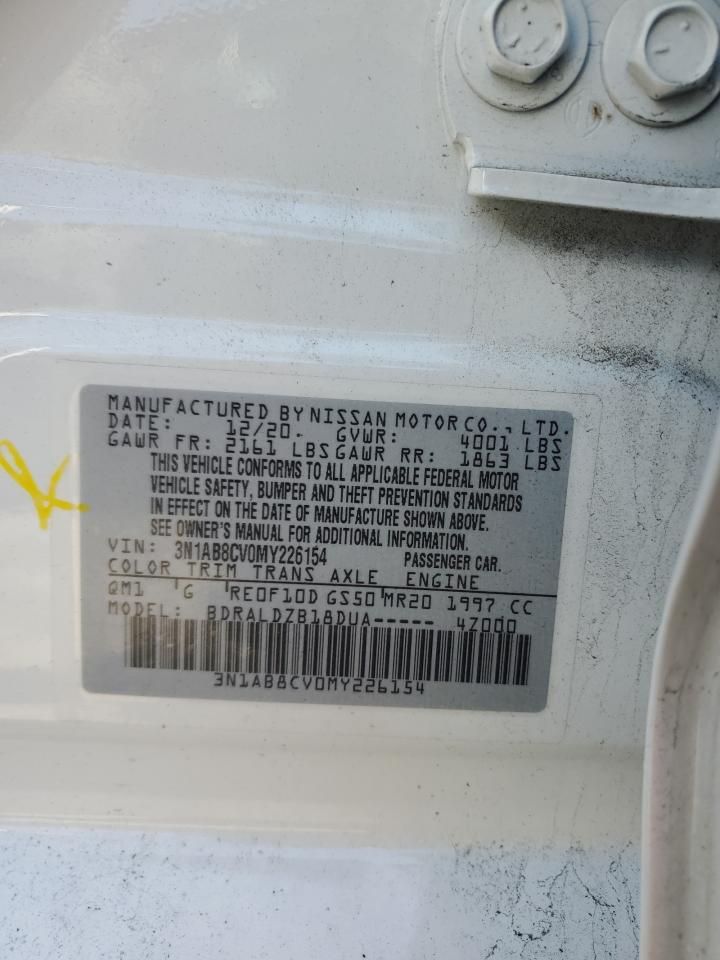 MANUFACTURED BY NISSAN MOTOR CO., LTD.
DATE: 12/20. GVWR: 4001 LBS
GAWR FR: 2161 LBS GAWR RR: 1863 LBS
THIS VEHICLE CONFORMS TO ALL APPLICABLE FEDERAL MOTOR
VEHICLE SAFETY, BUMPER AND THEFT PREVENTION STANDARDS
IN EFFECT ON THE DATE OF MANUFACTURE SHOWN ABOVE.
SEE OWNER'S MANUAL FOR ADDITIONAL INFORMATION.
VIN: 3N1AB8CV0MY226154 PASSENGER CAR.
COLOR TRIM TRANS AXLE ENGINE
QM1 G RE0F10D GS50 MR20 1997 CC
MODEL: BDRALDZB18DUA----- 4Z000
3N1AB8CV0MY226154